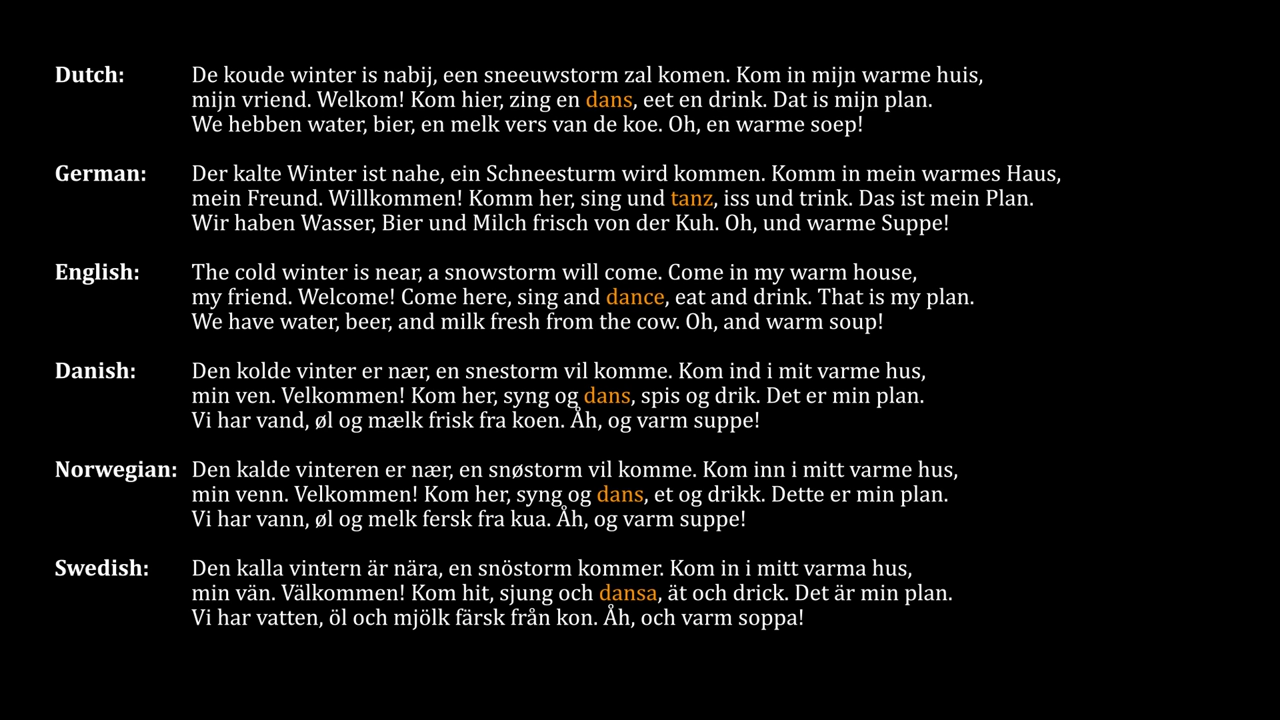 Dutch: De koude winter is nabij, een sneeuwstorm zal komen. Kom in mijn warme huis,
mijn vriend. Welkom! Kom hier, zing en dans, eet en drink. Dat is mijn plan.
We hebben water, bier, en melk vers van de koe. Oh, en warme soep!
German: Der kalte Winter ist nahe, ein Schneesturm wird kommen. Komm in mein warmes Haus,
mein Freund. Willkommen! Komm her, sing und tanz, iss und trink. Das ist mein Plan.
Wir haben Wasser, Bier und Milch frisch von der Kuh. Oh, und warme Suppe!
English: The cold winter is near, a snowstorm will come. Come in my warm house,
my friend. Welcome! Come here, sing and dance, eat and drink. That is my plan.
We have water, beer, and milk fresh from the cow. Oh, and warm soup!
Danish: Den kolde vinter er nær, en snestorm vil komme. Kom ind i mit varme hus,
min ven. Velkommen! Kom her, syng og dans, spis og drik. Det er min plan.
Vi har vand, øl og mælk frisk fra koen. Åh, og varm suppe!
Norwegian: Den kalde vinteren er nær, en snøstorm vil komme. Kom inn i mitt varme hus,
min venn. Velkommen! Kom her, syng og dans, et og drikk. Dette er min plan.
Vi har vann, øl og melk fersk fra kua. Åh, og varm suppe!
Swedish: Den kalla vintern är nära, en snöstorm kommer. Kom in i mitt varma hus,
min vän. Välkommen! Kom hit, sjung och dansa, ät och drick. Det är min plan.
Vi har vatten, öl och mjölk färsk från kon. Åh, och varm soppa!